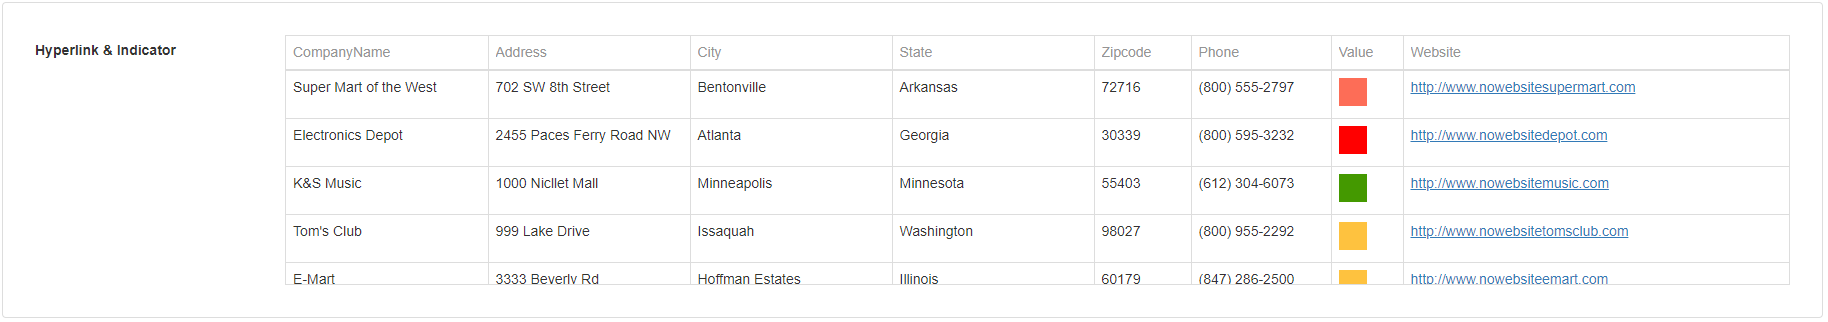 Hyperlink & Indicator
CompanyName Address City State Zipcode Phone Value Website
Super Mart of the West 702 SW 8th Street Bentonville Arkansas 72716 (800) 555-2797 http://www.nowebsitesupermart.com
Electronics Depot 2455 Paces Ferry Road NW Atlanta Georgia 30339 (800) 595-3232 http://www.nowebsitedepot.com
K&S Music 1000 Nicllet Mall Minneapolis Minnesota 55403 (612) 304-6073 http://www.nowebsitemusic.com
Tom's Club 999 Lake Drive Issaquah Washington 98027 (800) 955-2292 http://www.nowebsitetomsclub.com
E-Mart 3333 Beverly Rd Hoffman Estates Illinois 60179 (847) 286-2500 http://www.nowebsiteemart.com